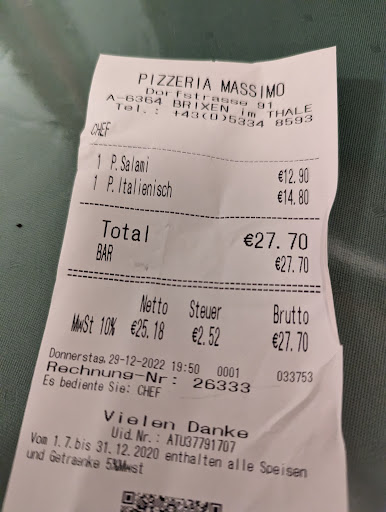 PIZZERIA MASSIMO
Dorfstrasse 91
A-6364 BRIXEN im THALE
Tel.: +43(0)5334 8593
CHEF
1 P.Salami €12.90
1 P.Italienisch €14.80
Total €27.70
BAR €27.70
Netto Steuer Brutto
MwSt 10% €25.18 €2.52 €27.70
Donnerstag,29-12-2022 19:50 0001 033753
Rechnung-Nr: 26333
Es bediente Sie: CHEF
Vielen Danke
Uid.Nr.: ATU37791707
Vom 1.7.bis 31.12.2020 enthalten alle Speisen
und Getraenke 5%Mwst